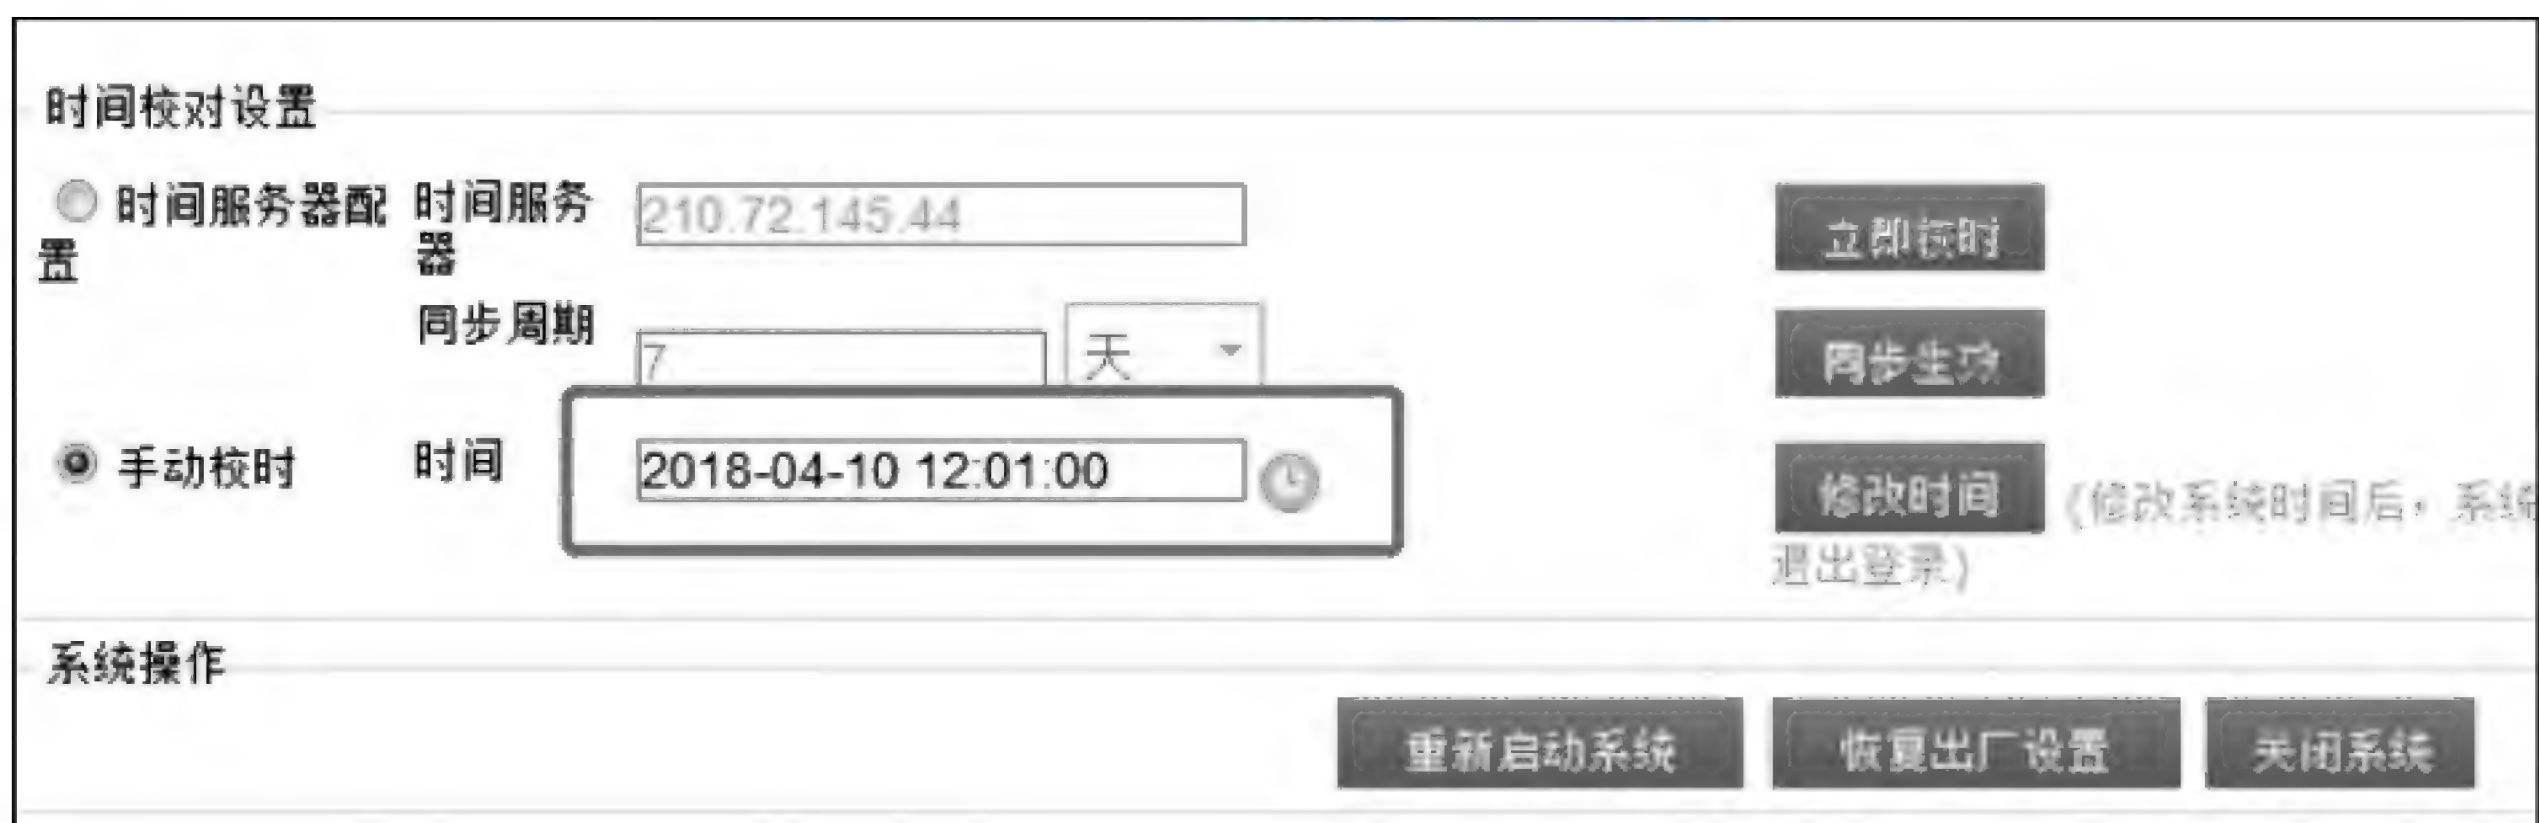 时间校对设置
时间服务器配置
时间服务器
210.72.145.44
立即校时
同步周期
7
天
同步生效
手动校时
时间
2018-04-10 12:01:00
修改时间
(修改系统时间后，系统
退出登录)
系统操作
重新启动系统
恢复出厂设置
关闭系统